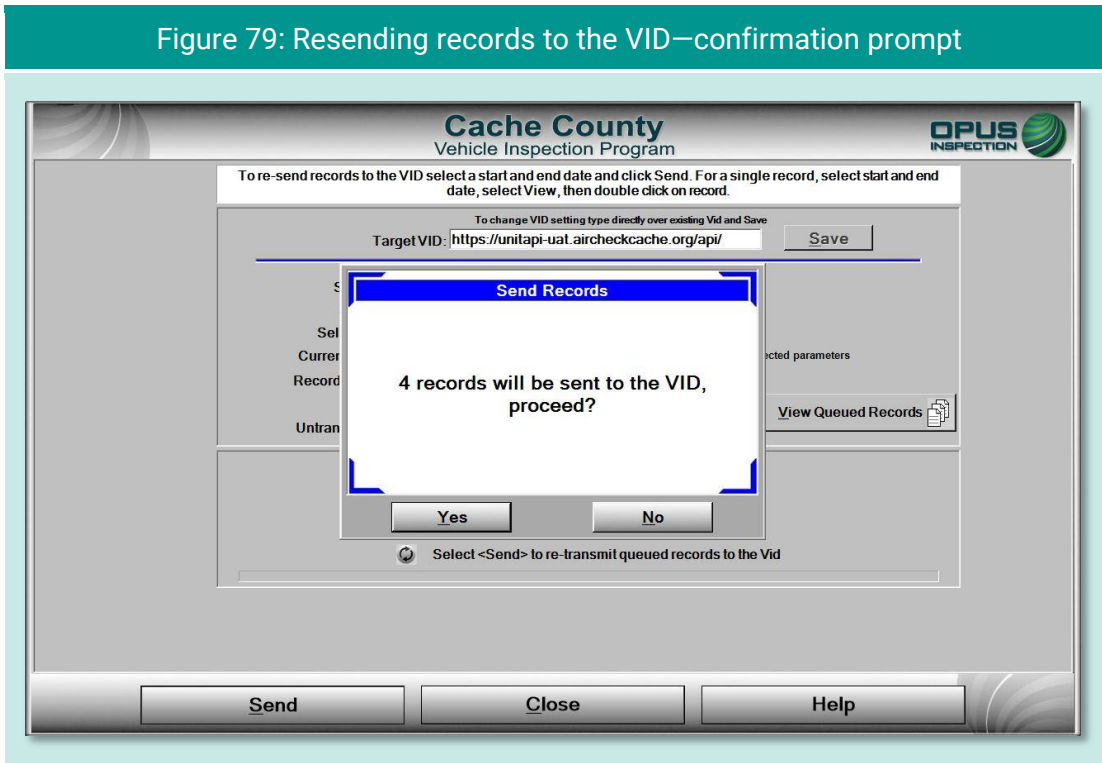 Figure 79: Resending records to the VID—confirmation prompt
Cache County
Vehicle Inspection Program
OPUS
INSPECTION
To re-send records to the VID select a start and end date and click Send. For a single record, select start and end
date, select View, then double click on record.
To change VID setting type directly over existing Vid and Save
Target VID: https://unitapi-uat.aircheckcache.org/api/ Save
Send Records
4 records will be sent to the VID,
proceed?
Yes No
View Queued Records
Select <Send> to re-transmit queued records to the Vid
Send Close Help